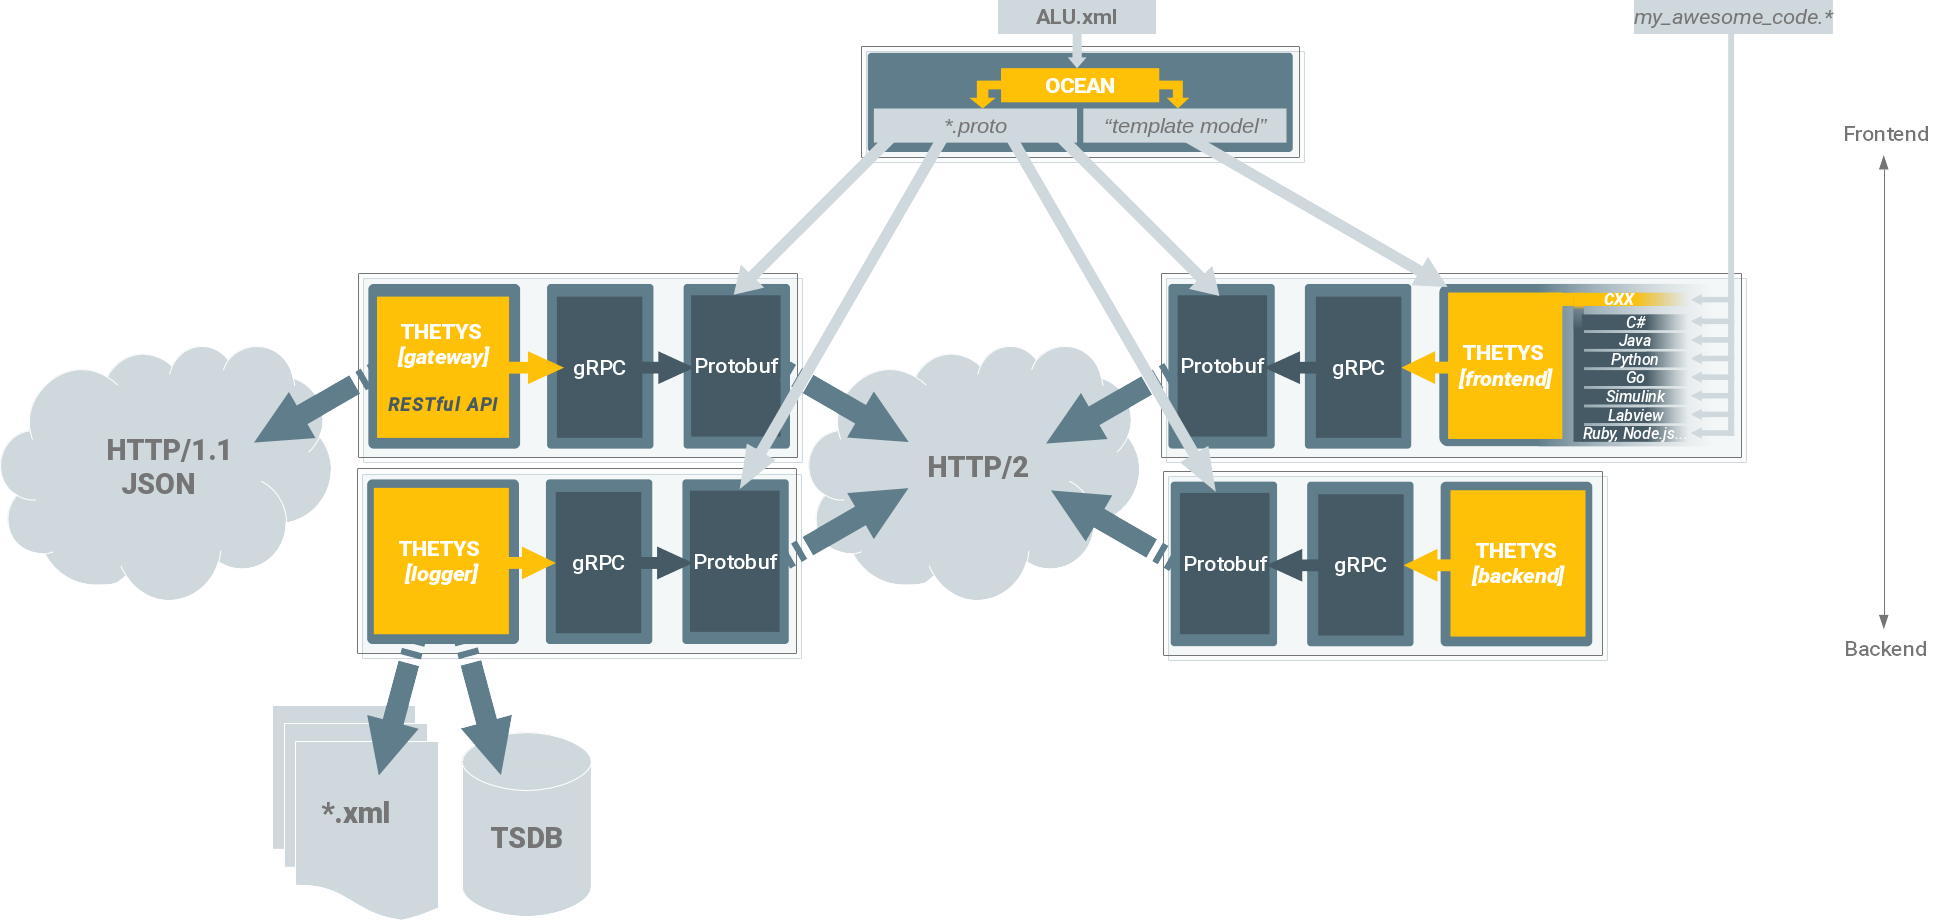 ALU.xml
my_awesome_code.*
OCEAN
*.proto
“template model”
Frontend
THETYS
[gateway]
RESTful API
gRPC
Protobuf
Protobuf
gRPC
THETYS
[frontend]
CXX
C#
Java
Python
Go
Simulink
Labview
Ruby, Node.js...
HTTP/1.1
JSON
HTTP/2
THETYS
[logger]
gRPC
Protobuf
Protobuf
gRPC
THETYS
[backend]
Backend
*.xml
TSDB